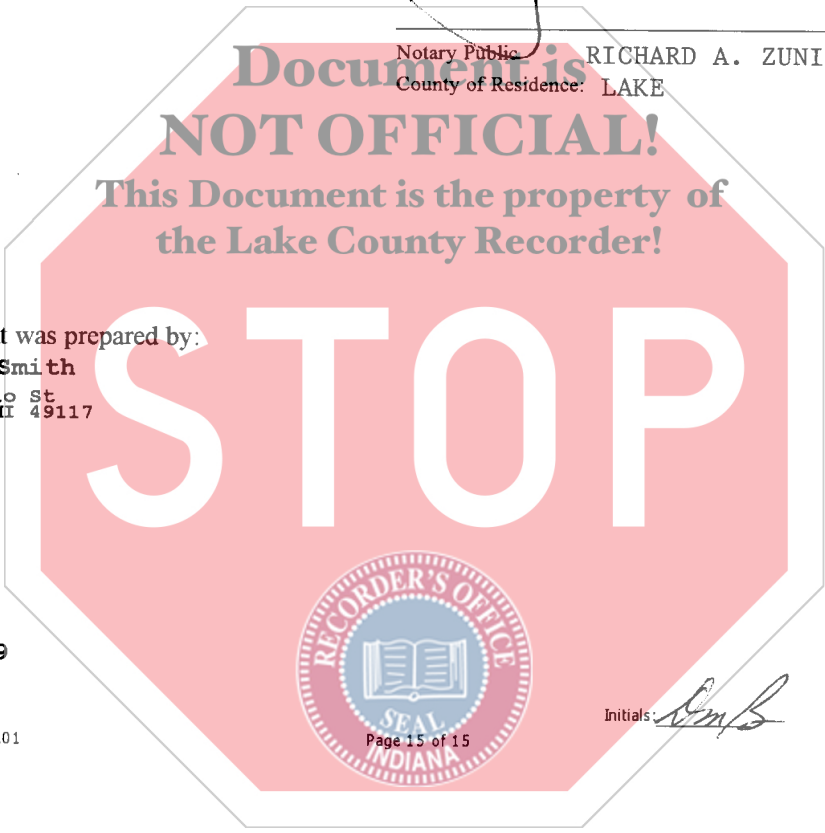 Notary Public RICHARD A. ZUNI
County of Residence: LAKE
Document is
NOT OFFICIAL!
This Document is the property of
the Lake County Recorder!
t was prepared by:
Smith
o St
MI 49117
STOP
9
RECORDER'S OFFICE
SEAL
INDIANA
Initials: DmB
01
Page 15 of 15